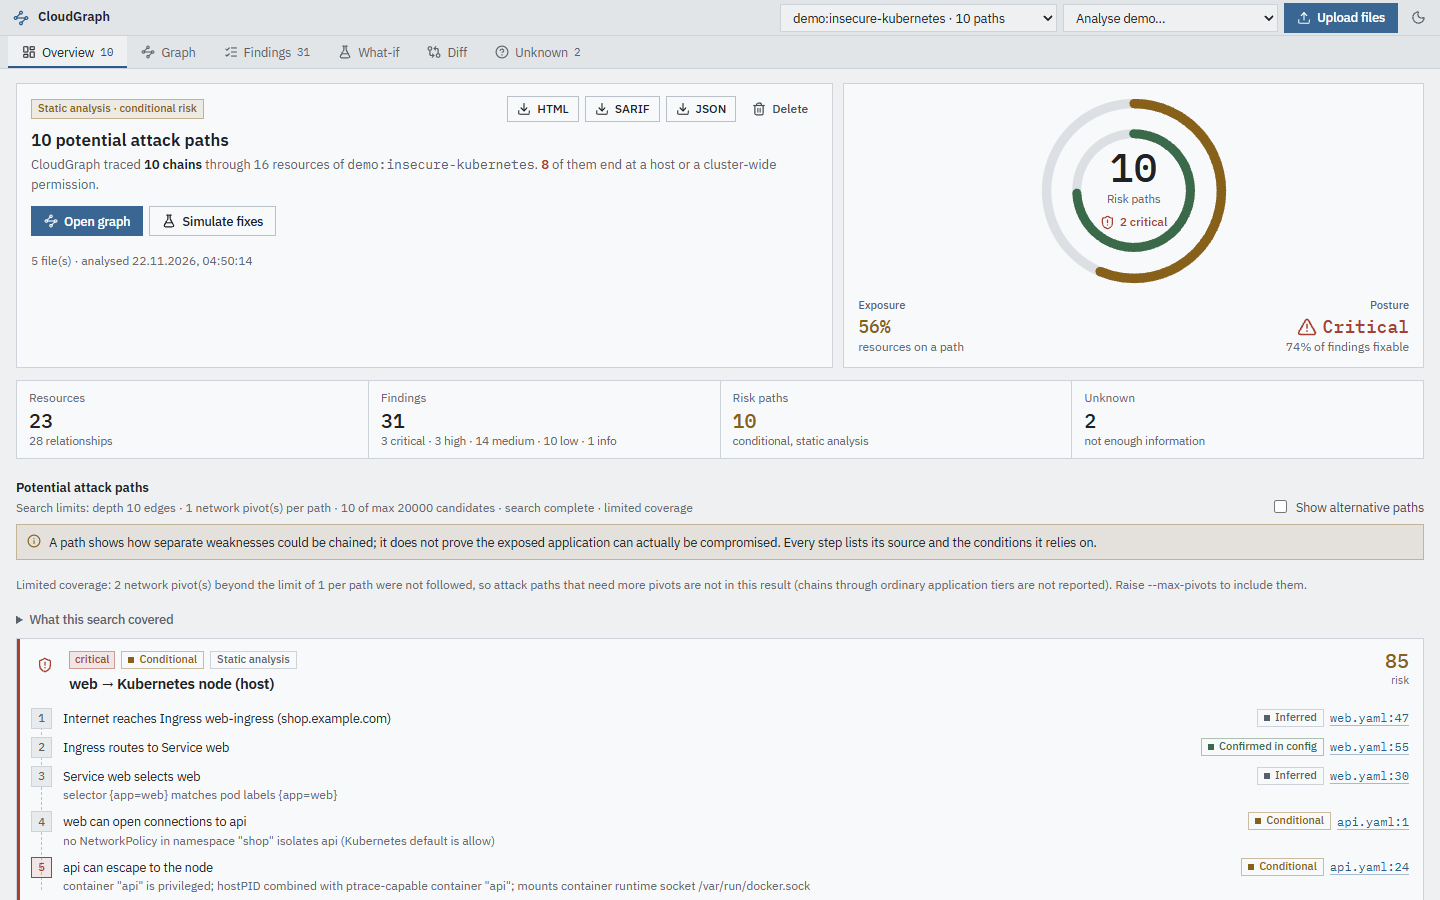 CloudGraph
demo:insecure-kubernetes · 10 paths
Analyse demo...
Upload files
Overview 10
Graph
Findings 31
What-if
Diff
Unknown 2
Static analysis · conditional risk
HTML
SARIF
JSON
Delete
10 potential attack paths
CloudGraph traced 10 chains through 16 resources of demo:insecure-kubernetes. 8 of them end at a host or a cluster-wide
permission.
Open graph
Simulate fixes
5 file(s) · analysed 22.11.2026, 04:50:14
10
Risk paths
2 critical
Exposure
56%
resources on a path
Posture
Critical
74% of findings fixable
Resources
23
28 relationships
Findings
31
3 critical · 3 high · 14 medium · 10 low · 1 info
Risk paths
10
conditional, static analysis
Unknown
2
not enough information
Potential attack paths
Search limits: depth 10 edges · 1 network pivot(s) per path · 10 of max 20000 candidates · search complete · limited coverage
Show alternative paths
A path shows how separate weaknesses could be chained; it does not prove the exposed application can actually be compromised. Every step lists its source and the conditions it relies on.
Limited coverage: 2 network pivot(s) beyond the limit of 1 per path were not followed, so attack paths that need more pivots are not in this result (chains through ordinary application tiers are not reported). Raise --max-pivots to include them.
What this search covered
critical
Conditional
Static analysis
web → Kubernetes node (host)
85
risk
1 Internet reaches Ingress web-ingress (shop.example.com)
Inferred web.yaml:47
2 Ingress routes to Service web
Confirmed in config web.yaml:55
3 Service web selects web
Inferred web.yaml:30
selector {app=web} matches pod labels {app=web}
4 web can open connections to api
Conditional api.yaml:1
no NetworkPolicy in namespace "shop" isolates api (Kubernetes default is allow)
5 api can escape to the node
Conditional api.yaml:24
container "api" is privileged; hostPID combined with ptrace-capable container "api"; mounts container runtime socket /var/run/docker.sock